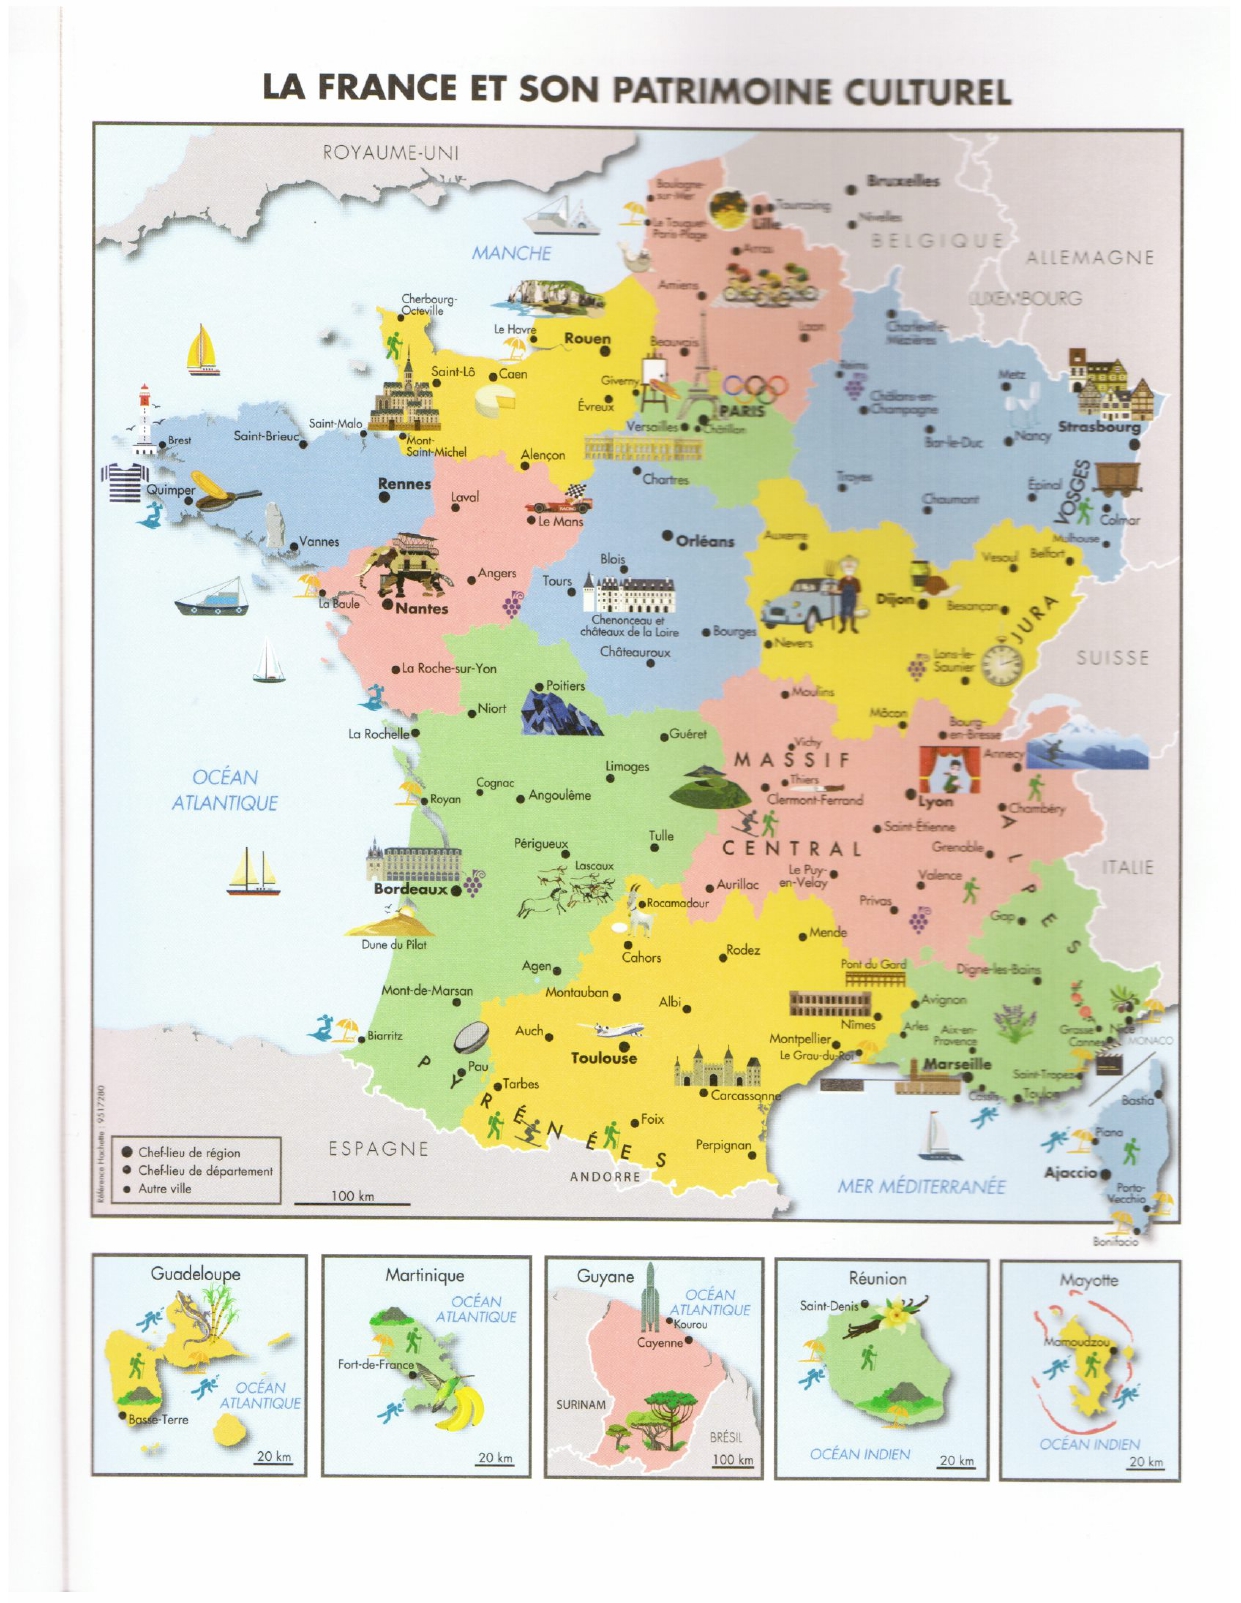 LA FRANCE ET SON PATRIMOINE CULTUREL
ROYAUME-UNI
MANCHE
Boulogne-
sur-Mer
Le Touquet-
Paris-Plage
Tourcoing
Lille
Bruxelles
Nivelles
BELGIQUE
ALLEMAGNE
LUXEMBOURG
Arras
Amiens
Cherbourg-
Octeville
Le Havre
Rouen
Beauvais
Laon
Charleville-
Mézières
Saint-Lô
Caen
Giverny
Évreux
PARIS
Versailles
Châtillon
Reims
Châlons-en-
Champagne
Metz
Bar-le-Duc
Nancy
Strasbourg
Brest
Saint-Brieuc
Saint-Malo
Mont-
Saint-Michel
Alençon
Chartres
Troyes
Chaumont
Épinal
VOSGES
Colmar
Mulhouse
Quimper
Rennes
Laval
RACING
Le Mans
Vannes
Orléans
Auxerre
Vesoul
Belfort
La Baule
Nantes
Angers
Tours
Blois
Chenonceau et
châteaux de la Loire
Bourges
Châteauroux
Nevers
Dijon
Besançon
JURA
Lons-le-
Saunier
SUISSE
La Roche-sur-Yon
Poitiers
Niort
La Rochelle
Guéret
Moulins
Mâcon
Bourg-
en-Bresse
Annecy
OCÉAN
ATLANTIQUE
Royan
Cognac
Angoulême
Limages
MASSIF
CENTRAL
Vichy
Thiers
Clermont-Ferrand
Lyon
Chambéry
Saint-Étienne
Grenoble
ALPES
ITALIE
Périgueux
Tulle
Lascaux
Bordeaux
Dune du Pilat
Rocamadour
Aurillac
Le Puy-
en-Velay
Valence
Privas
Gap
Cahors
Rodez
Mende
Agen
Mont-de-Marsan
Montauban
Albi
Pont du Gard
Digne-les-Bains
Avignon
Nîmes
Arles
Aix-en-
Provence
Grasse
Nice
Cannes
MONACO
Biarritz
Auch
Toulouse
Montpellier
Le Grau-du-Roi
Marseille
Saint-Tropez
Cassis
Toulon
Pau
Tarbes
Carcassonne
PYRÉNÉES
Foix
Perpignan
ESPAGNE
ANDORRE
MER MÉDITERRANÉE
Bastia
Piana
Ajaccio
Porto-
Vecchio
Bonifacio
Référence Hachette : 9517280
Chef-lieu de région
Chef-lieu de département
Autre ville
100 km
Guadeloupe
Basse-Terre
OCÉAN
ATLANTIQUE
20 km
Martinique
OCÉAN
ATLANTIQUE
Fort-de-France
20 km
Guyane
OCÉAN
ATLANTIQUE
Kourou
Cayenne
SURINAM
BRÉSIL
100 km
Réunion
Saint-Denis
OCÉAN INDIEN
20 km
Mayotte
Mamoudzou
OCÉAN INDIEN
20 km